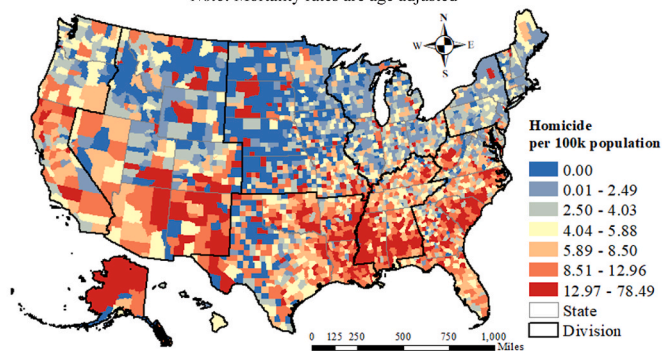 Note: Mortality rates are age adjusted
N
W E
S
Homicide
per 100k population
0.00
0.01 - 2.49
2.50 - 4.03
4.04 - 5.88
5.89 - 8.50
8.51 - 12.96
12.97 - 78.49
State
Division
0 125 250 500 750 1,000
Miles